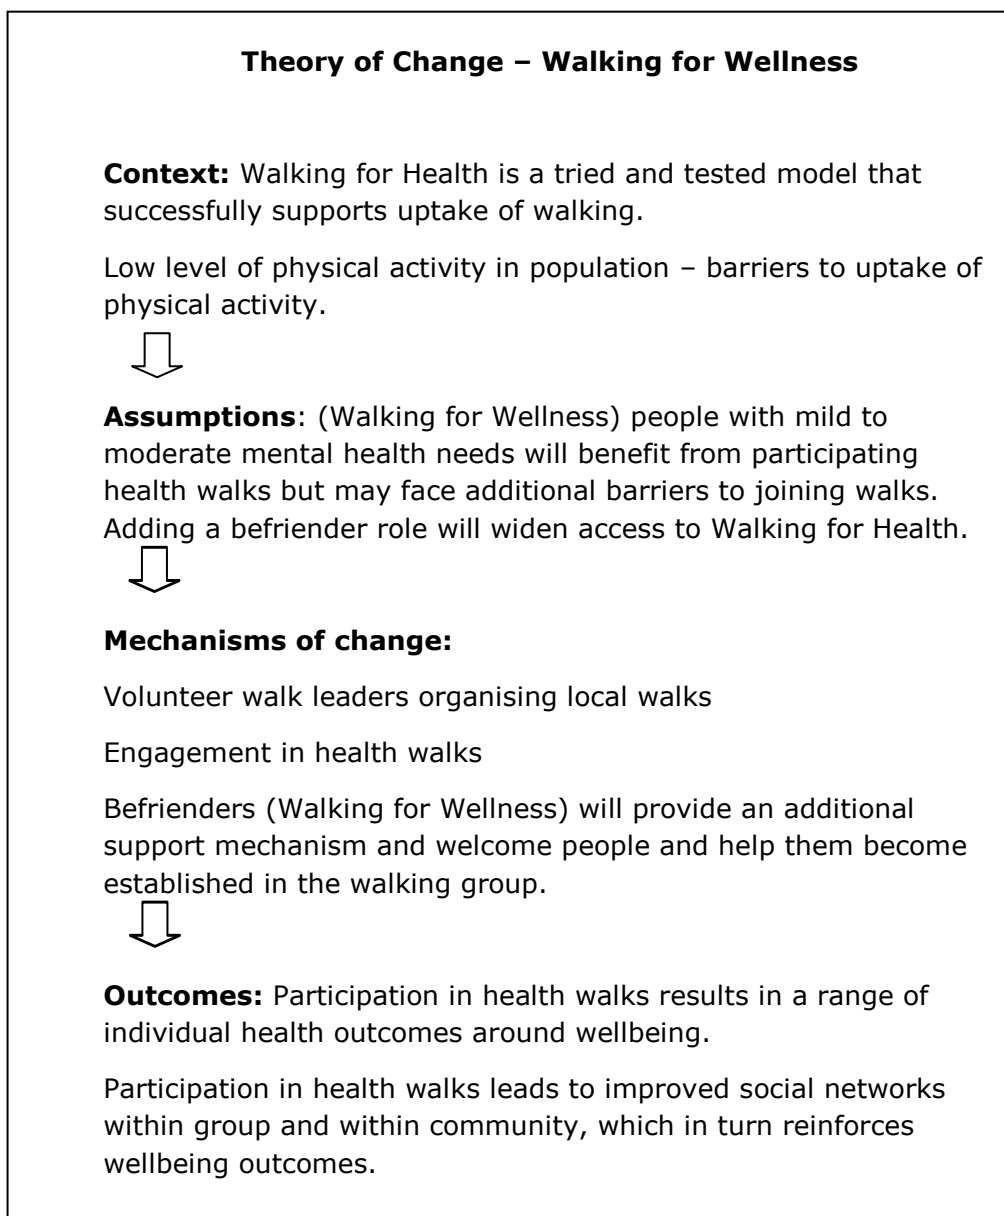 Theory of Change – Walking for Wellness
Context: Walking for Health is a tried and tested model that
successfully supports uptake of walking.
Low level of physical activity in population – barriers to uptake of
physical activity.
Assumptions: (Walking for Wellness) people with mild to
moderate mental health needs will benefit from participating
health walks but may face additional barriers to joining walks.
Adding a befriender role will widen access to Walking for Health.
Mechanisms of change:
Volunteer walk leaders organising local walks
Engagement in health walks
Befrienders (Walking for Wellness) will provide an additional
support mechanism and welcome people and help them become
established in the walking group.
Outcomes: Participation in health walks results in a range of
individual health outcomes around wellbeing.
Participation in health walks leads to improved social networks
within group and within community, which in turn reinforces
wellbeing outcomes.